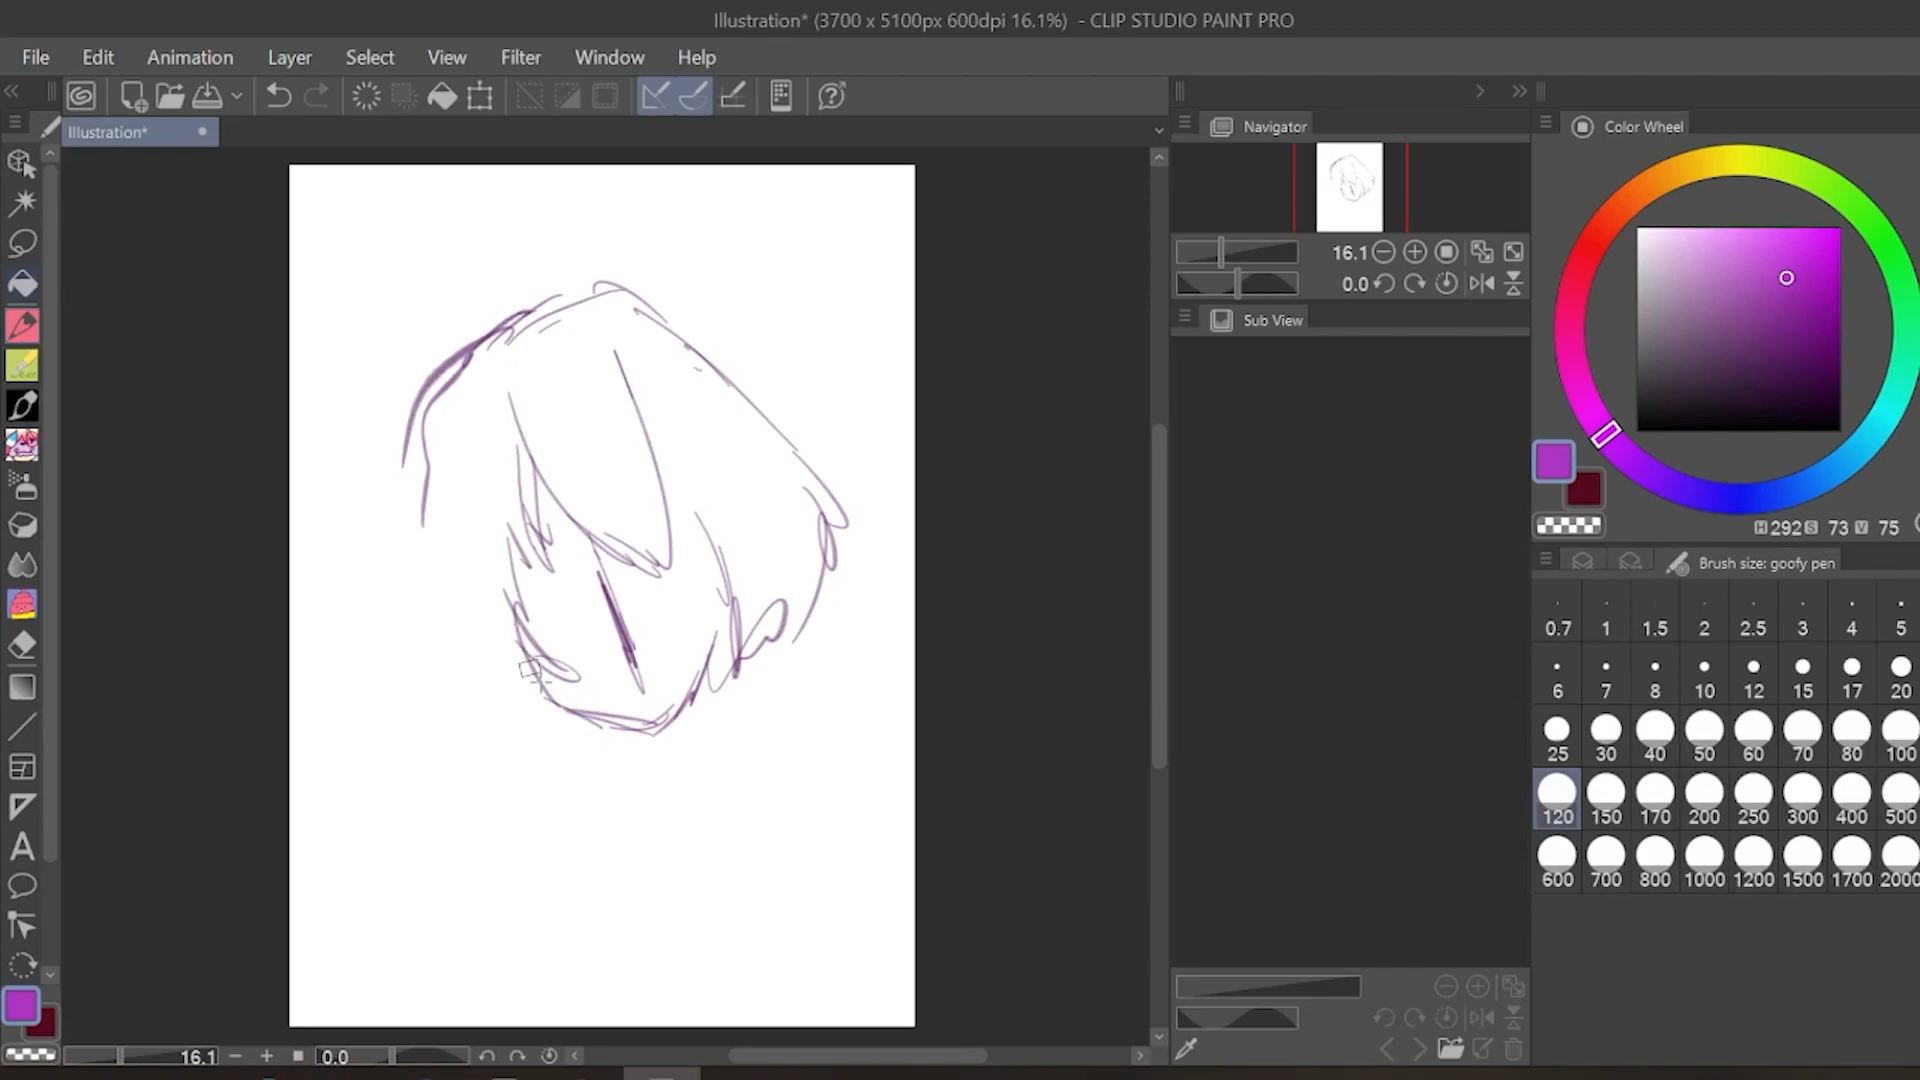 Illustration* (3700 x 5100px 600dpi 16.1%) - CLIP STUDIO PAINT PRO
File Edit Animation Layer Select View Filter Window Help
Illustration*
Navigator
16.1
0.0
Sub View
Color Wheel
H 292 S 73 V 75
Brush size: goofy pen
0.7 1 1.5 2 2.5 3 4 5
6 7 8 10 12 15 17 20
25 30 40 50 60 70 80 100
120 150 170 200 250 300 400 500
600 700 800 1000 1200 1500 1700 2000
16.1 0.0